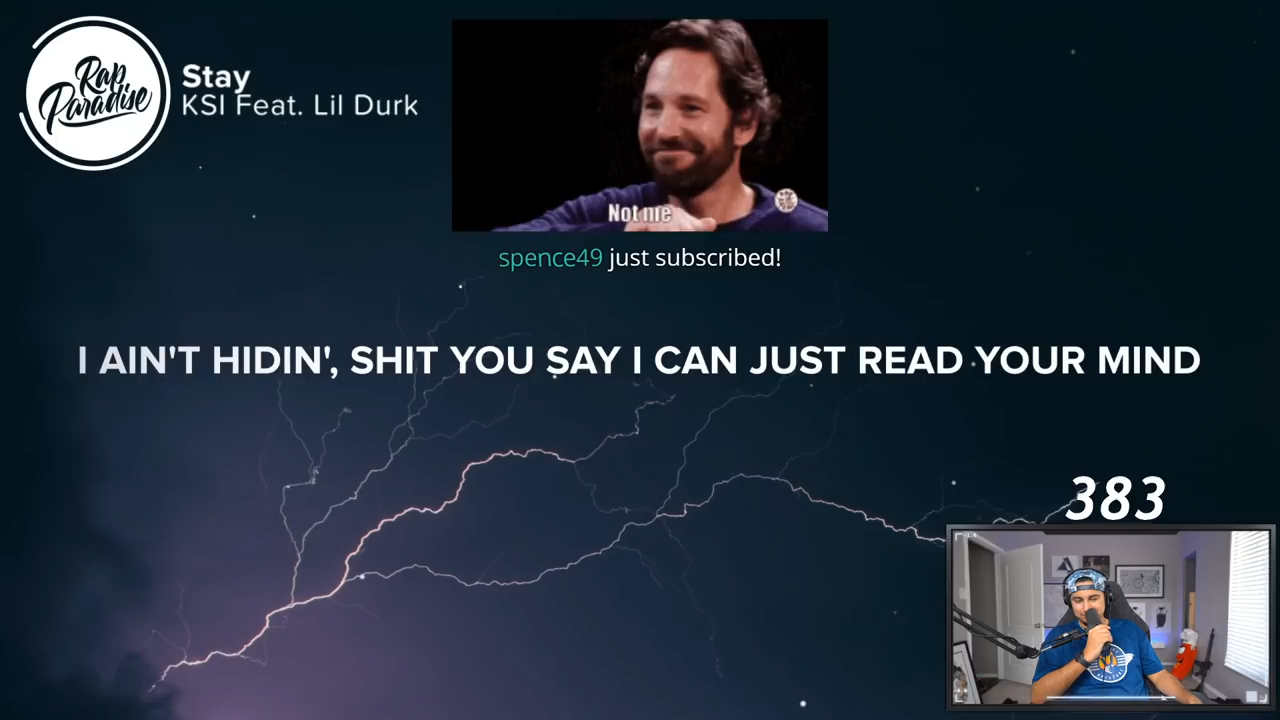 Rap
Paradise
Stay
KSI Feat. Lil Durk
Not me
spence49 just subscribed!
I AIN'T HIDIN', SHIT YOU SAY I CAN JUST READ YOUR MIND
383